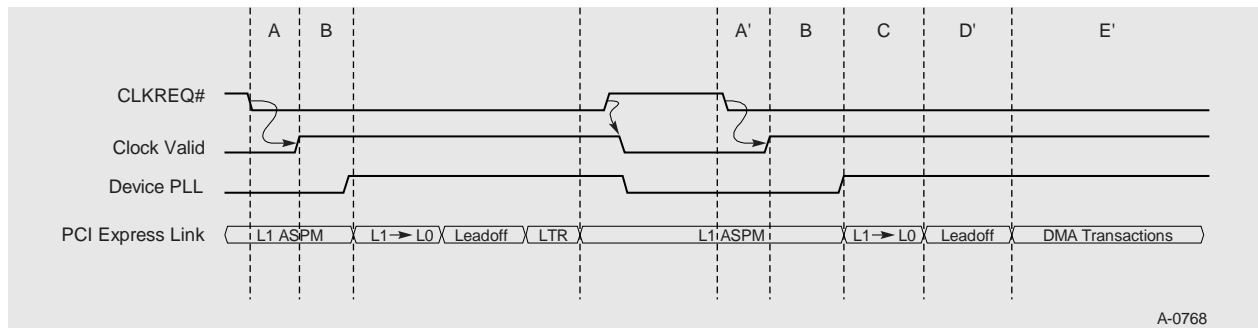 A B A' B C D' E'
CLKREQ#
Clock Valid
Device PLL
PCI Express Link L1 ASPM L1 → L0 Leadoff LTR L1 ASPM L1 → L0 Leadoff DMA Transactions
A-0768